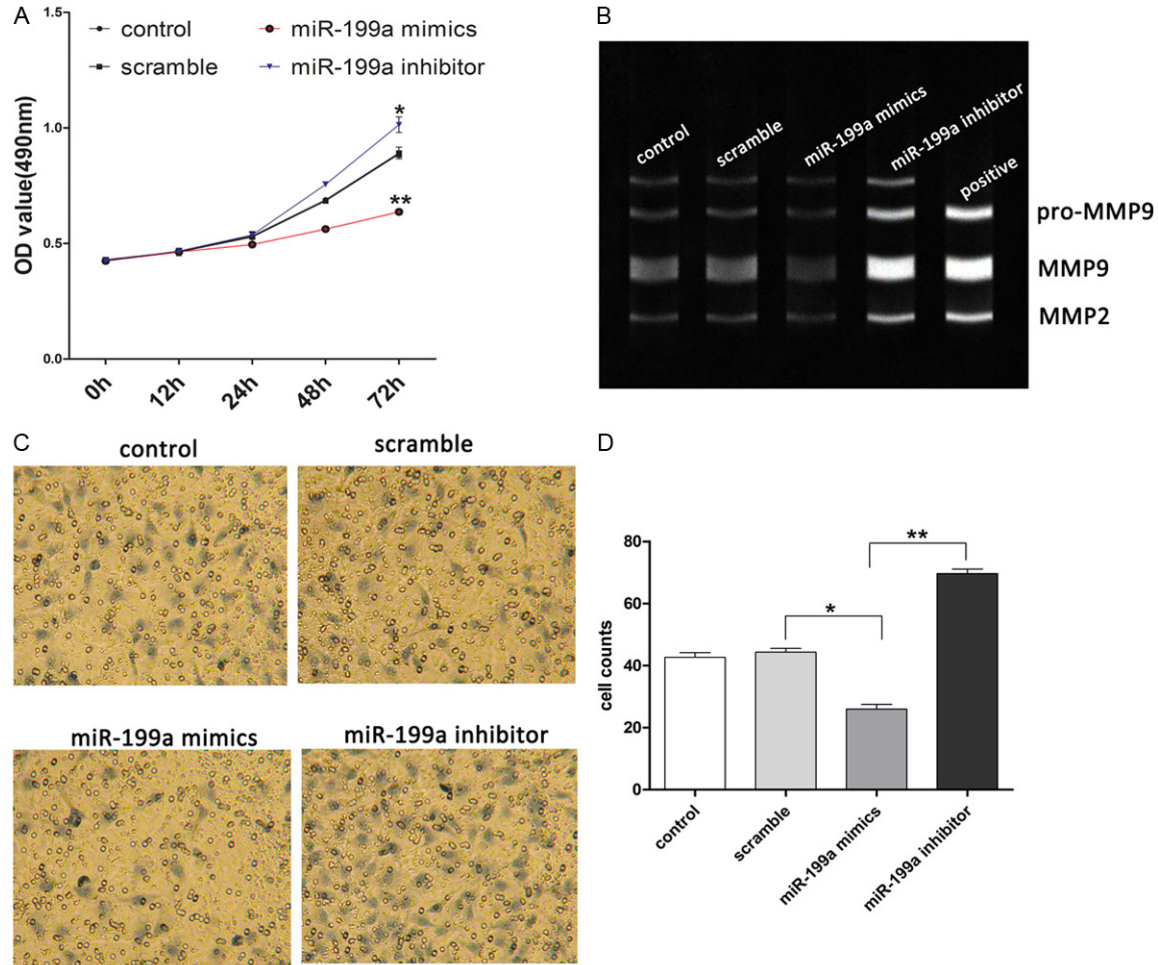 A
control
miR-199a mimics
scramble
miR-199a inhibitor
OD value(490nm)
1.5
1.0
0.5
0.0
0h
12h
24h
48h
72h
*
**
B
control
scramble
miR-199a mimics
miR-199a inhibitor
positive
pro-MMP9
MMP9
MMP2
C
control
scramble
miR-199a mimics
miR-199a inhibitor
D
cell counts
80
60
40
20
0
*
**
control
scramble
miR-199a mimics
miR-199a inhibitor